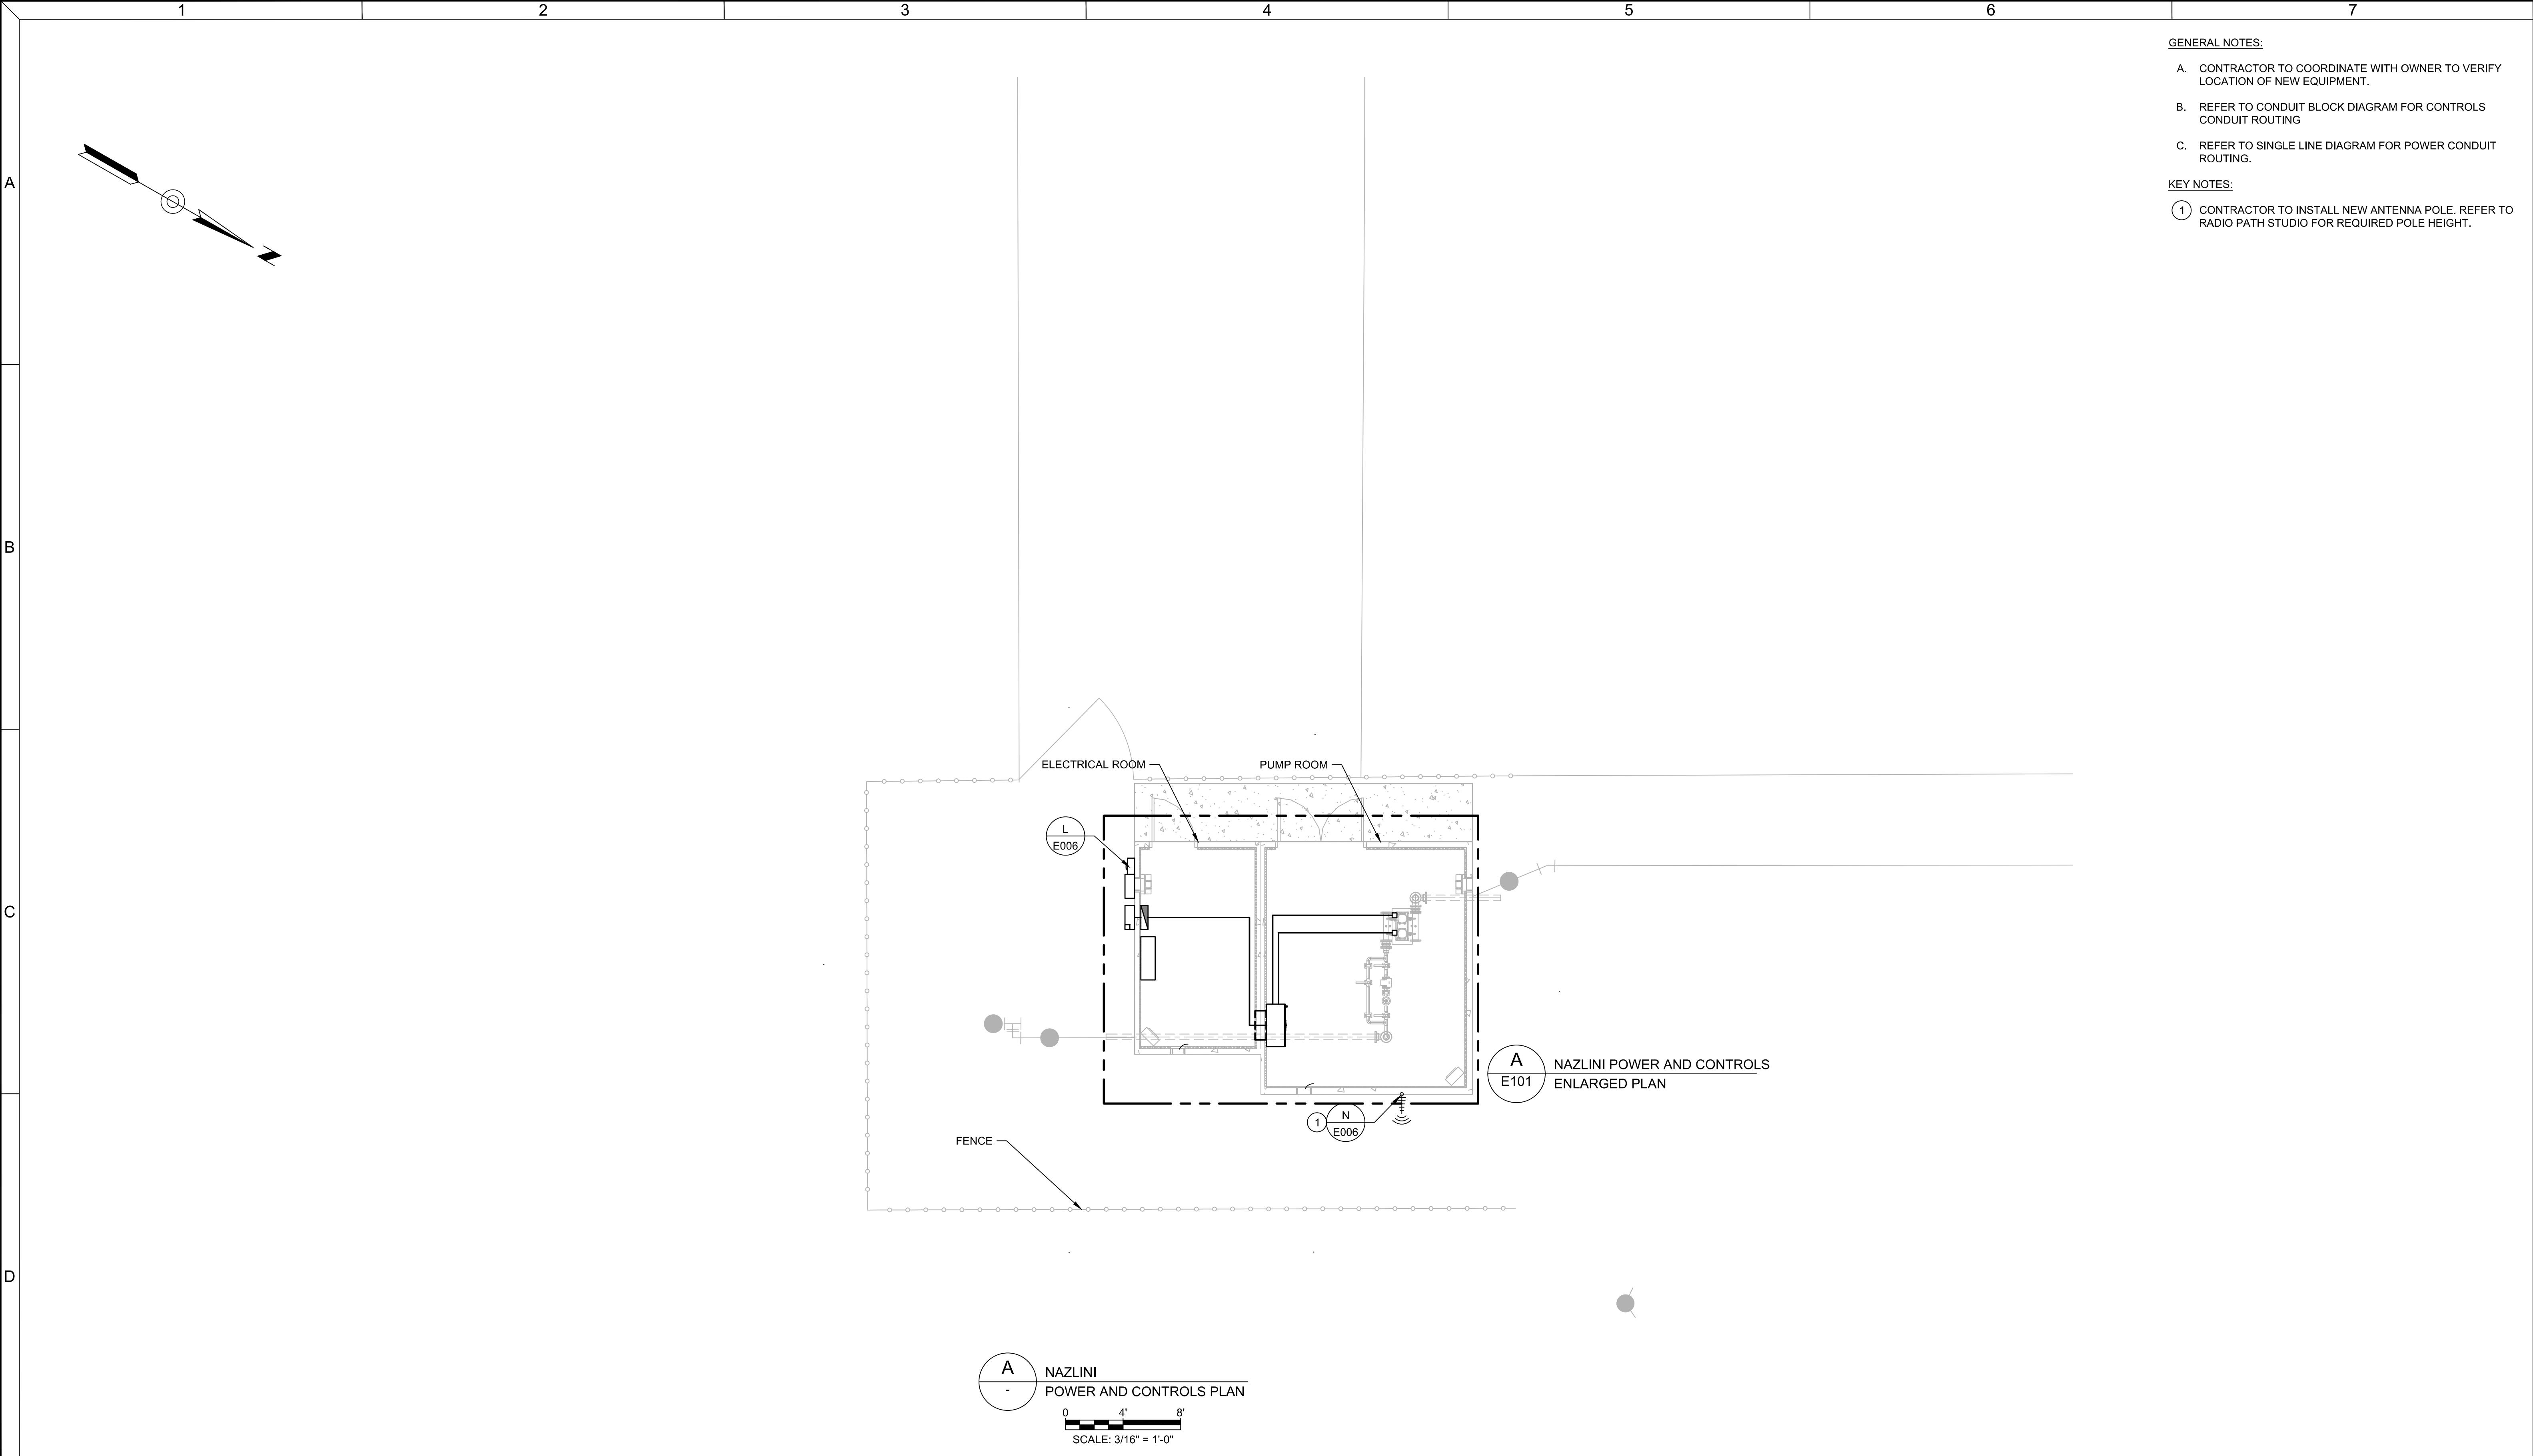 1
2
3
4
5
6
7
A
B
C
D
GENERAL NOTES:
A. CONTRACTOR TO COORDINATE WITH OWNER TO VERIFY
LOCATION OF NEW EQUIPMENT.
B. REFER TO CONDUIT BLOCK DIAGRAM FOR CONTROLS
CONDUIT ROUTING
C. REFER TO SINGLE LINE DIAGRAM FOR POWER CONDUIT
ROUTING.
KEY NOTES:
1 CONTRACTOR TO INSTALL NEW ANTENNA POLE. REFER TO
RADIO PATH STUDIO FOR REQUIRED POLE HEIGHT.
N
ELECTRICAL ROOM
PUMP ROOM
L
E006
A
E101
NAZLINI POWER AND CONTROLS
ENLARGED PLAN
1
N
E006
FENCE
A
-
NAZLINI
POWER AND CONTROLS PLAN
0 4' 8'
SCALE: 3/16" = 1'-0"